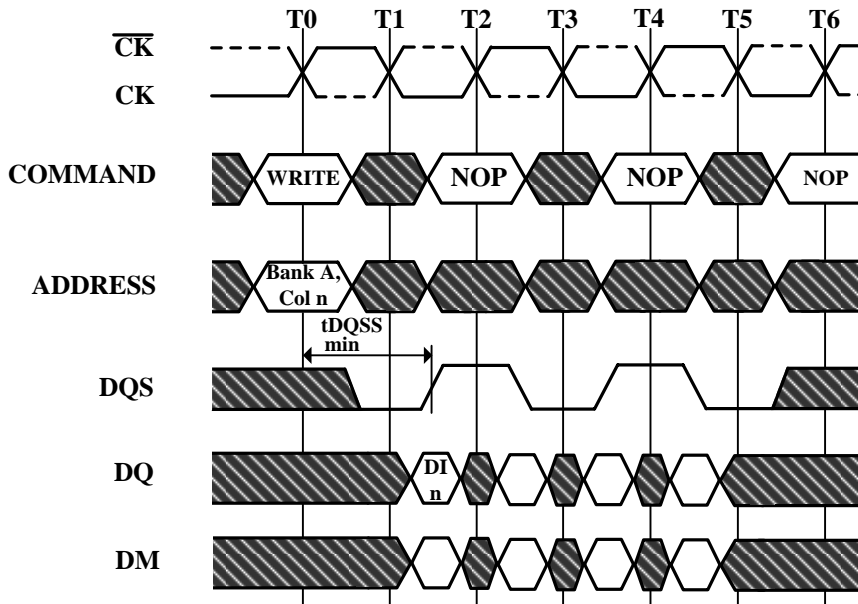 T0 T1 T2 T3 T4 T5 T6
CK
CK
COMMAND
WRITE NOP NOP NOP
ADDRESS
Bank A,
Col n
tDQSS
min
DQS
DQ
DI
n
DM